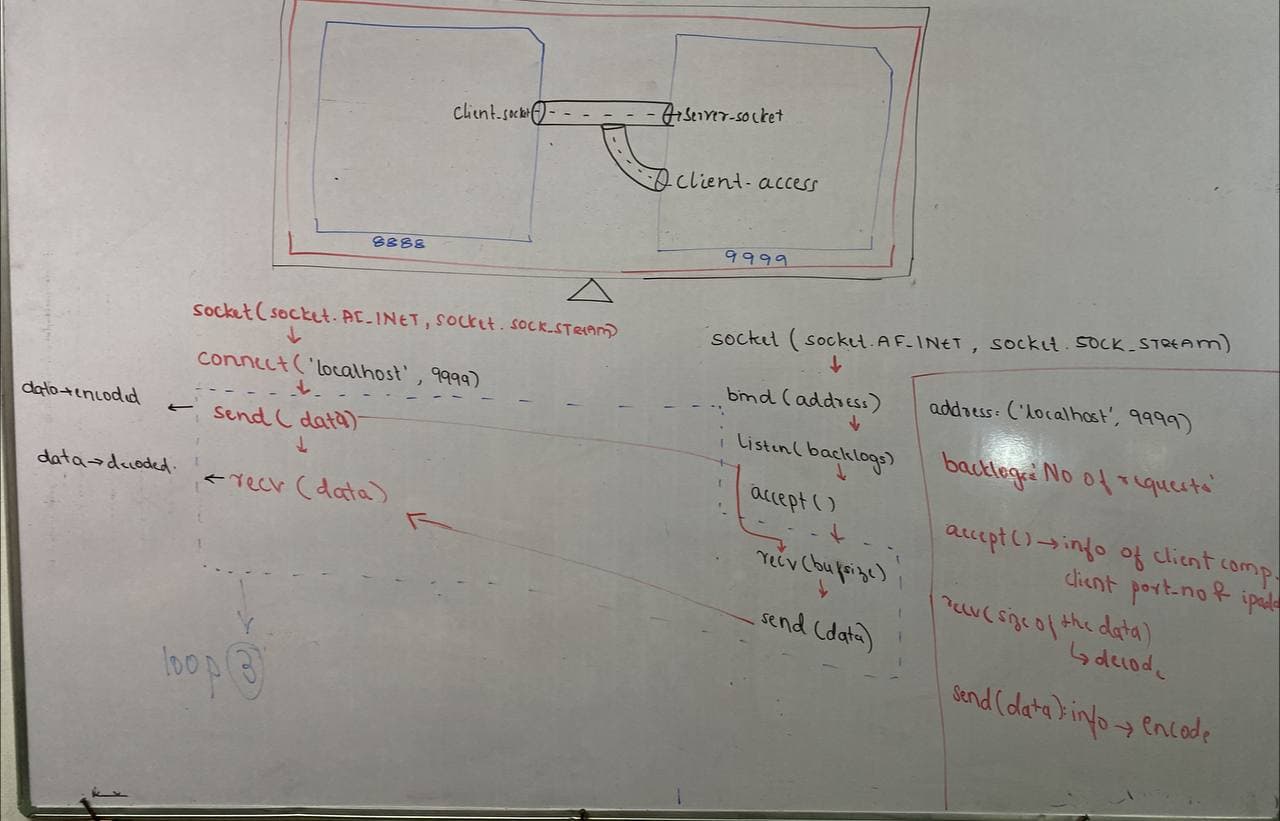 client-socket
server-socket
client-access
8888
9999
socket(socket.AF_INET, socket.SOCK_STREAM)
connect('localhost', 9999)
data→encoded ← send(data)
data→decoded. ← recv(data)
loop 3
socket (socket.AF_INET, socket.SOCK_STREAM)
bind(address)
listen(backlogs)
accept()
recv(bufsize)
send(data)
address: ('localhost', 9999)
backlogs: 'No of requests'
accept() → info of client comp.
client port-no & ipadd
recv(size of the data)
↳ decode
send(data): info → encode